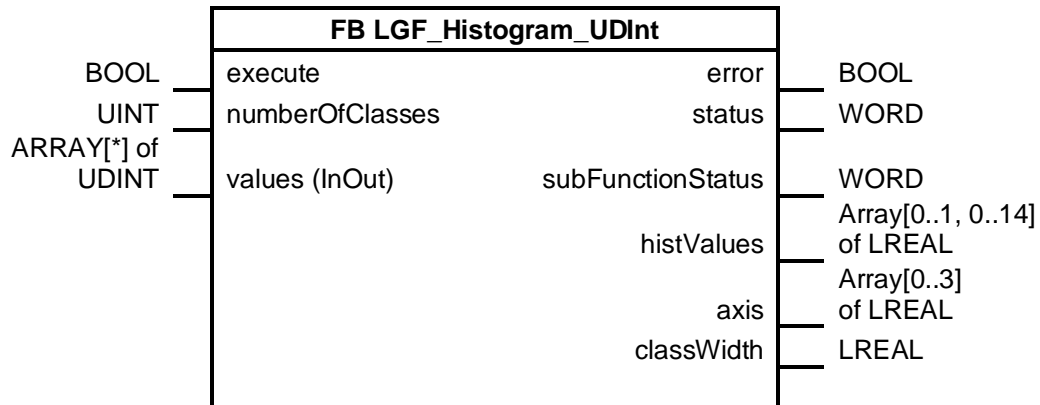 FB LGF_Histogram_UDInt
BOOL execute error BOOL
UINT numberOfClasses status WORD
ARRAY[*] of
UDINT values (InOut) subFunctionStatus WORD
Array[0..1, 0..14]
histValues of LREAL
Array[0..3]
axis of LREAL
classWidth LREAL